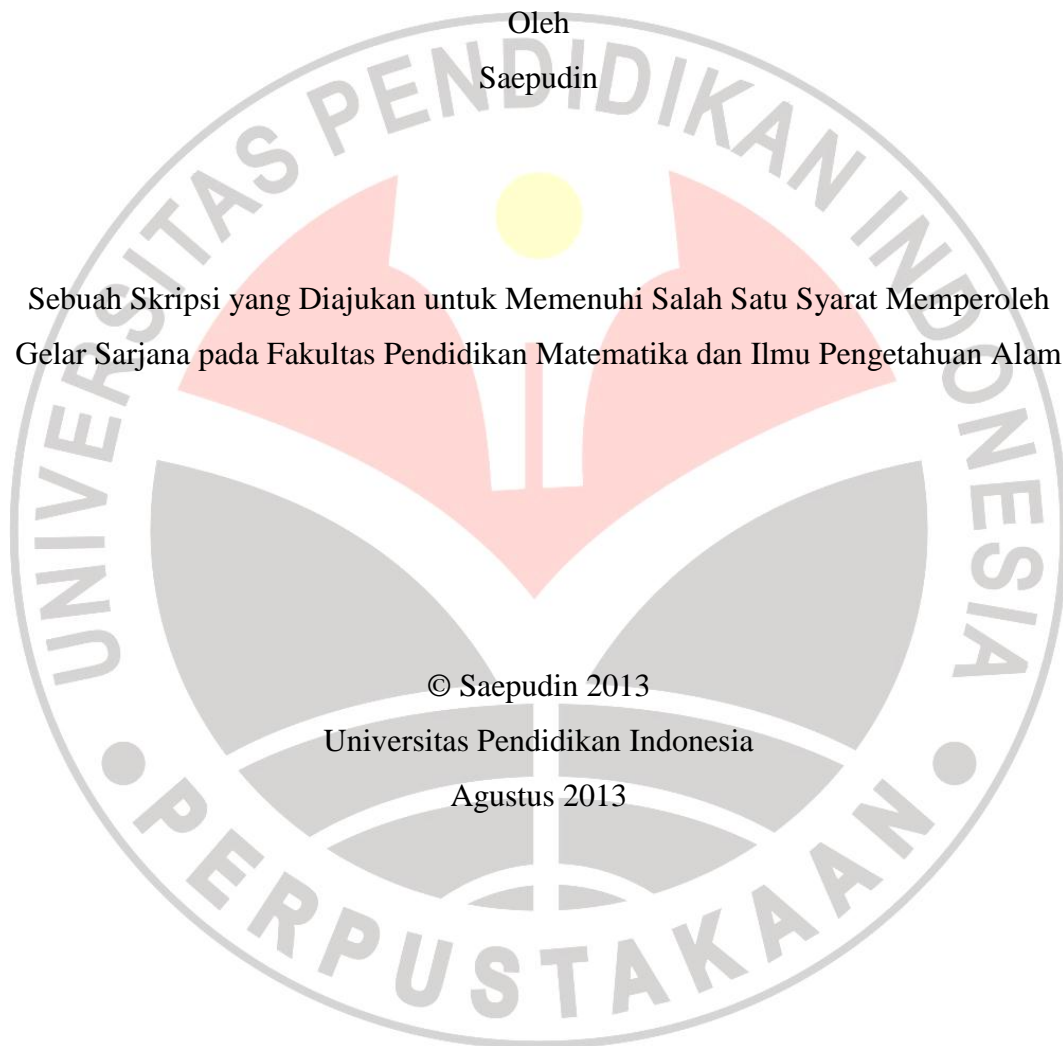 Oleh
Saepudin
Sebuah Skripsi yang Diajukan untuk Memenuhi Salah Satu Syarat Memperoleh
Gelar Sarjana pada Fakultas Pendidikan Matematika dan Ilmu Pengetahuan Alam
© Saepudin 2013
Universitas Pendidikan Indonesia
Agustus 2013
UNIVERSITAS PENDIDIKAN INDONESIA
• PERPUSTAKAAN •